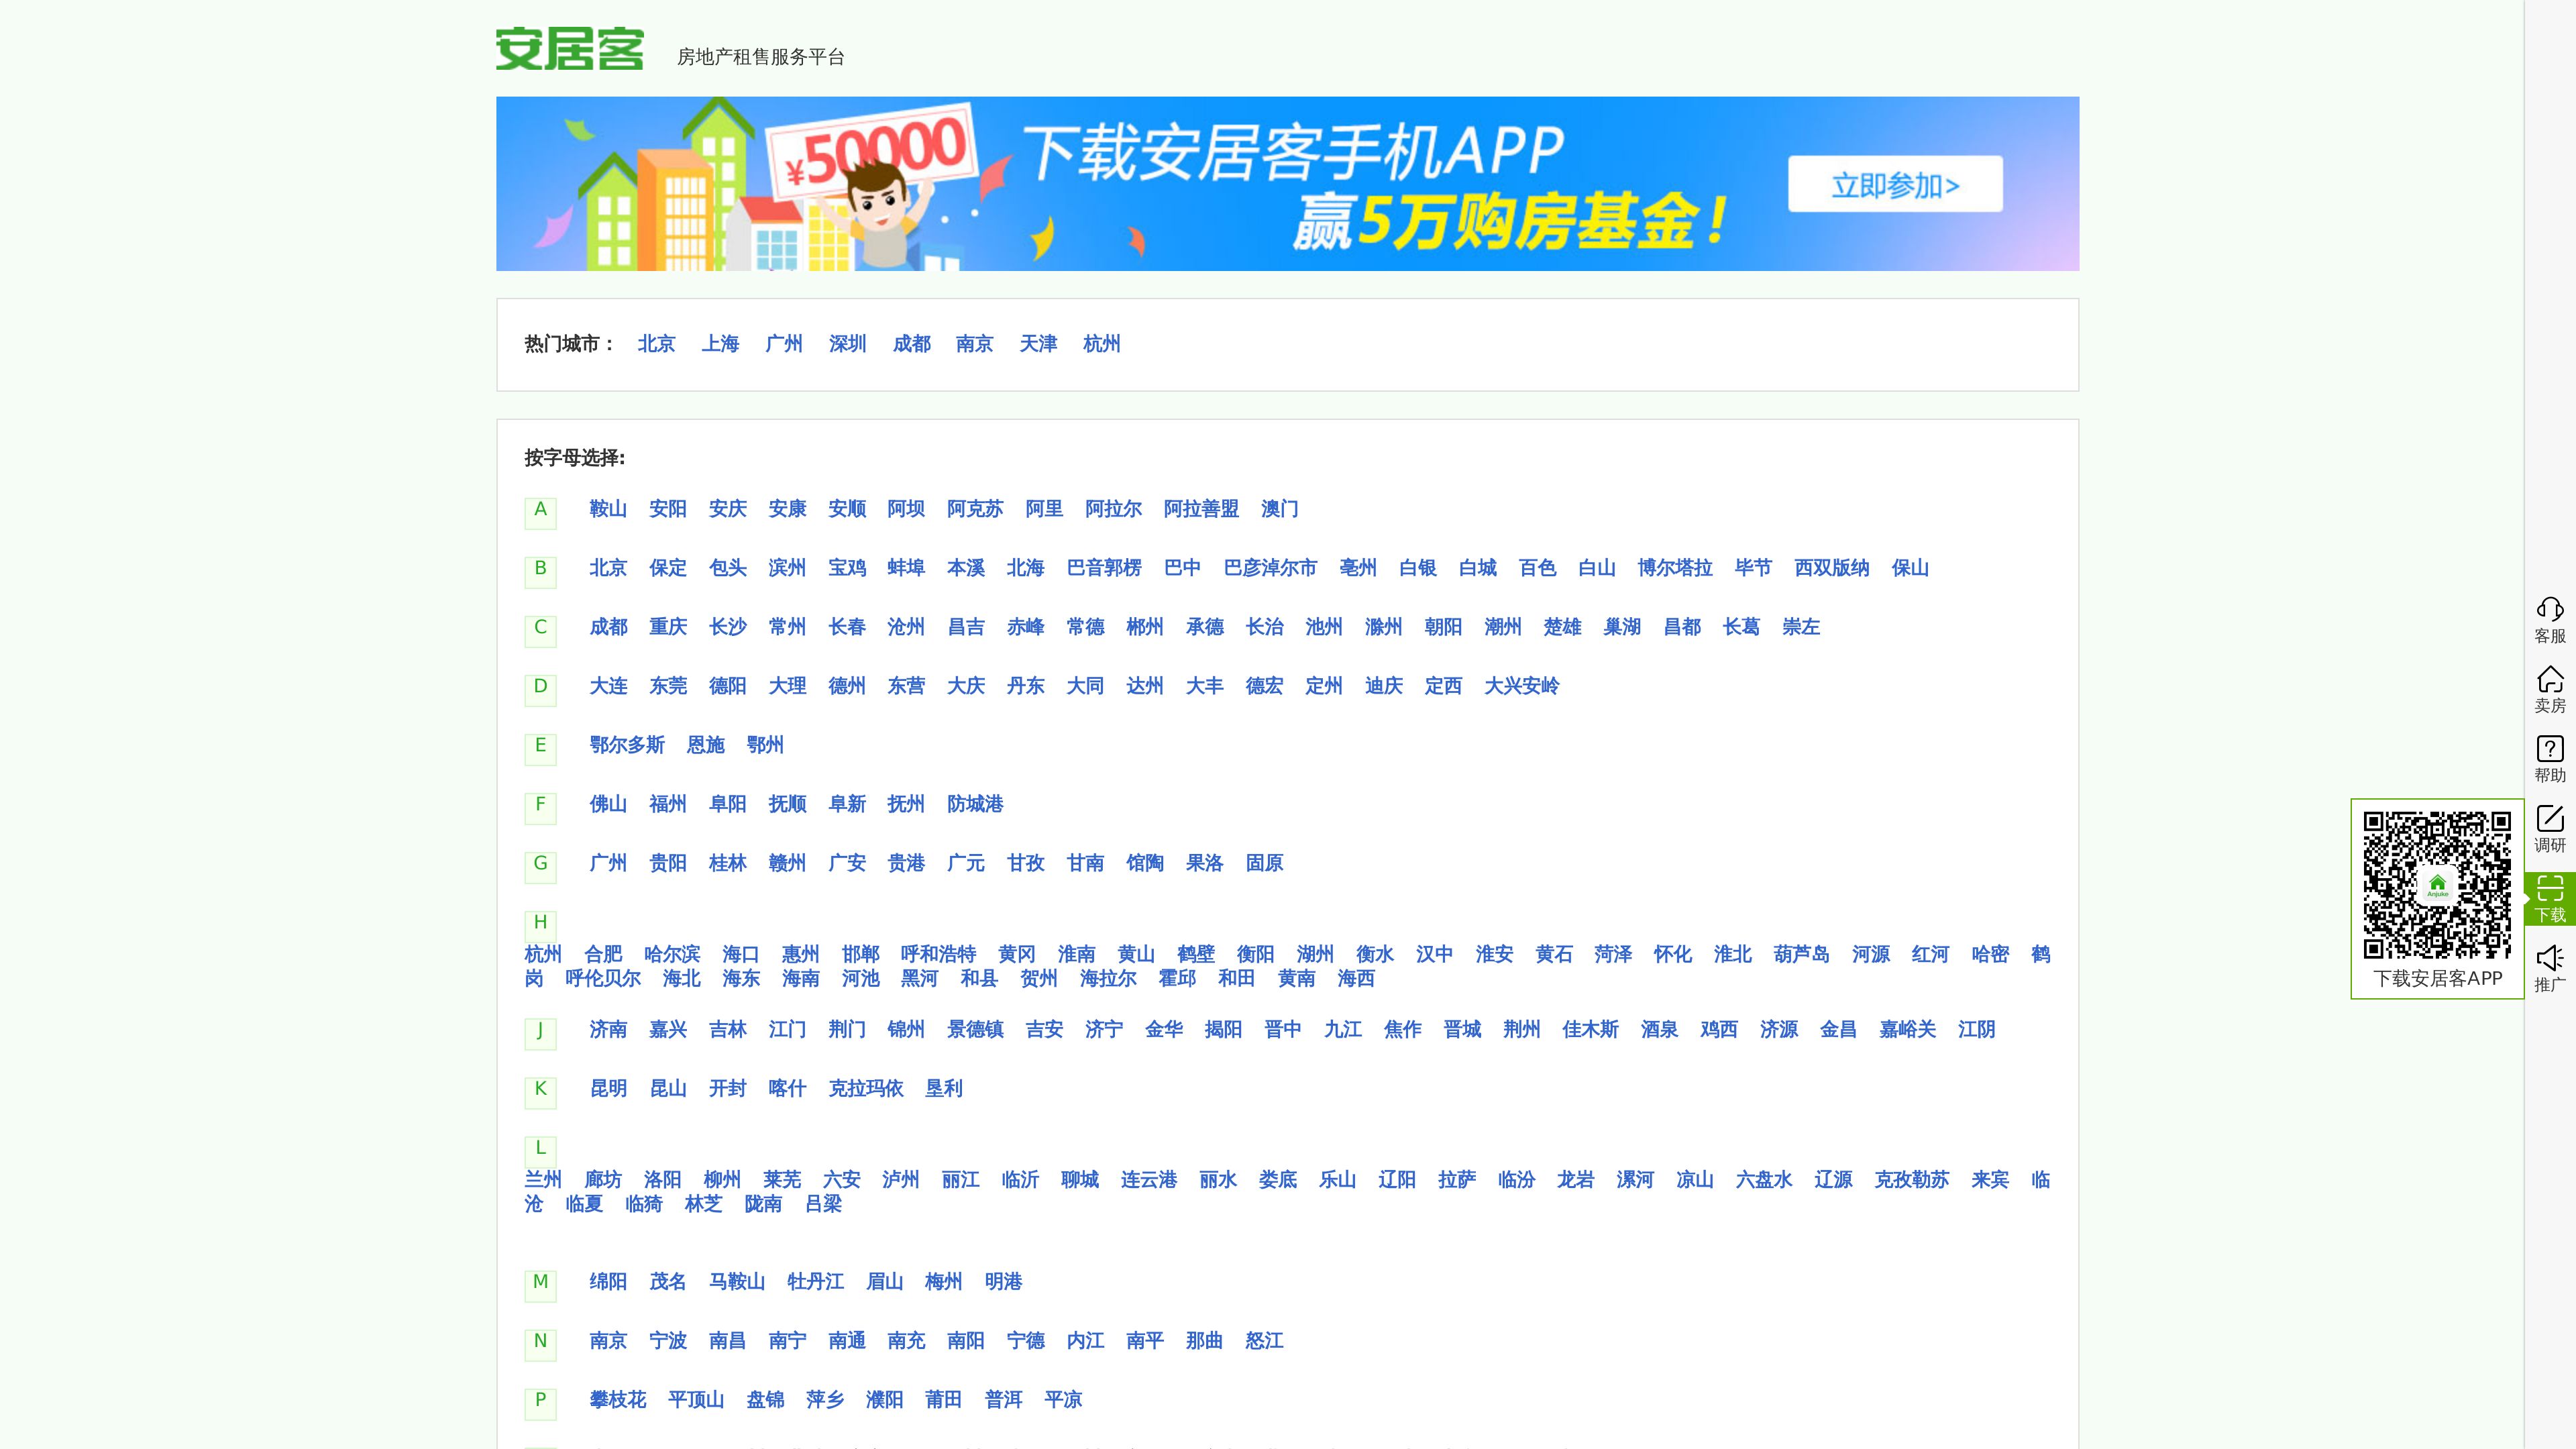 安居客 房地产租售服务平台
¥50000
下载安居客手机APP
赢5万购房基金！
立即参加>
热门城市： 北京 上海 广州 深圳 成都 南京 天津 杭州
按字母选择:
A 鞍山 安阳 安庆 安康 安顺 阿坝 阿克苏 阿里 阿拉尔 阿拉善盟 澳门
B 北京 保定 包头 滨州 宝鸡 蚌埠 本溪 北海 巴音郭楞 巴中 巴彦淖尔市 亳州 白银 白城 百色 白山 博尔塔拉 毕节 西双版纳 保山
C 成都 重庆 长沙 常州 长春 沧州 昌吉 赤峰 常德 郴州 承德 长治 池州 滁州 朝阳 潮州 楚雄 巢湖 昌都 长葛 崇左
D 大连 东莞 德阳 大理 德州 东营 大庆 丹东 大同 达州 大丰 德宏 定州 迪庆 定西 大兴安岭
E 鄂尔多斯 恩施 鄂州
F 佛山 福州 阜阳 抚顺 阜新 抚州 防城港
G 广州 贵阳 桂林 赣州 广安 贵港 广元 甘孜 甘南 馆陶 果洛 固原
H
杭州 合肥 哈尔滨 海口 惠州 邯郸 呼和浩特 黄冈 淮南 黄山 鹤壁 衡阳 湖州 衡水 汉中 淮安 黄石 菏泽 怀化 淮北 葫芦岛 河源 红河 哈密 鹤
岗 呼伦贝尔 海北 海东 海南 河池 黑河 和县 贺州 海拉尔 霍邱 和田 黄南 海西
J 济南 嘉兴 吉林 江门 荆门 锦州 景德镇 吉安 济宁 金华 揭阳 晋中 九江 焦作 晋城 荆州 佳木斯 酒泉 鸡西 济源 金昌 嘉峪关 江阴
K 昆明 昆山 开封 喀什 克拉玛依 垦利
L
兰州 廊坊 洛阳 柳州 莱芜 六安 泸州 丽江 临沂 聊城 连云港 丽水 娄底 乐山 辽阳 拉萨 临汾 龙岩 漯河 凉山 六盘水 辽源 克孜勒苏 来宾 临
沧 临夏 临猗 林芝 陇南 吕梁
M 绵阳 茂名 马鞍山 牡丹江 眉山 梅州 明港
N 南京 宁波 南昌 南宁 南通 南充 南阳 宁德 内江 南平 那曲 怒江
P 攀枝花 平顶山 盘锦 萍乡 濮阳 莆田 普洱 平凉
客服
卖房
帮助
调研
下载
推广
Anjuke
下载安居客APP